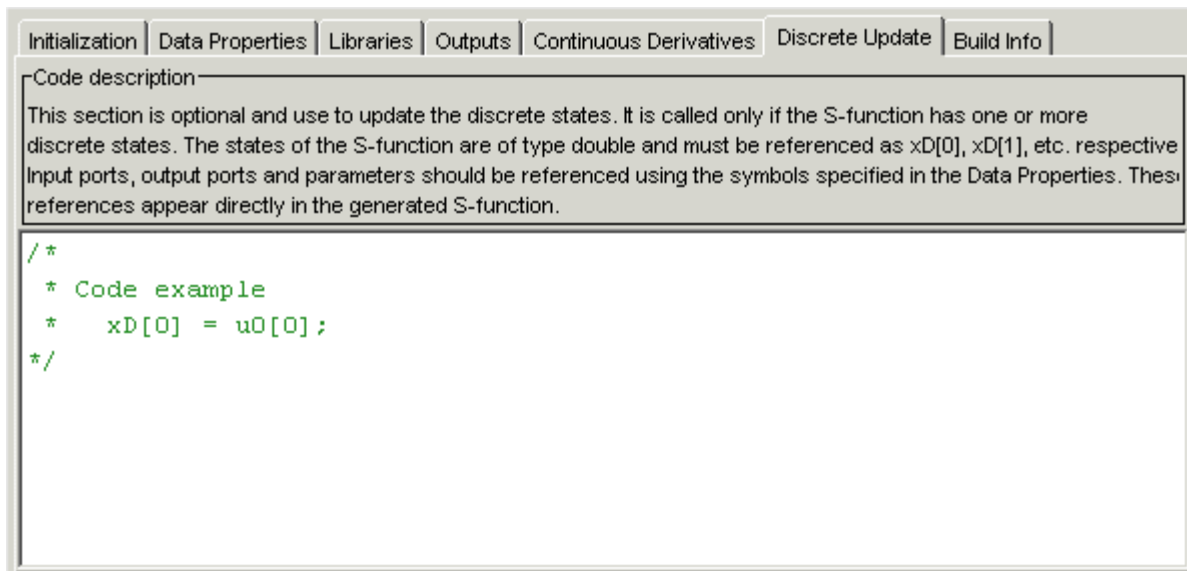 Initialization Data Properties Libraries Outputs Continuous Derivatives Discrete Update Build Info
Code description
This section is optional and use to update the discrete states. It is called only if the S-function has one or more
discrete states. The states of the S-function are of type double and must be referenced as xD[0], xD[1], etc. respective
Input ports, output ports and parameters should be referenced using the symbols specified in the Data Properties. These
references appear directly in the generated S-function.
/*
 * Code example
 *   xD[0] = u0[0];
*/